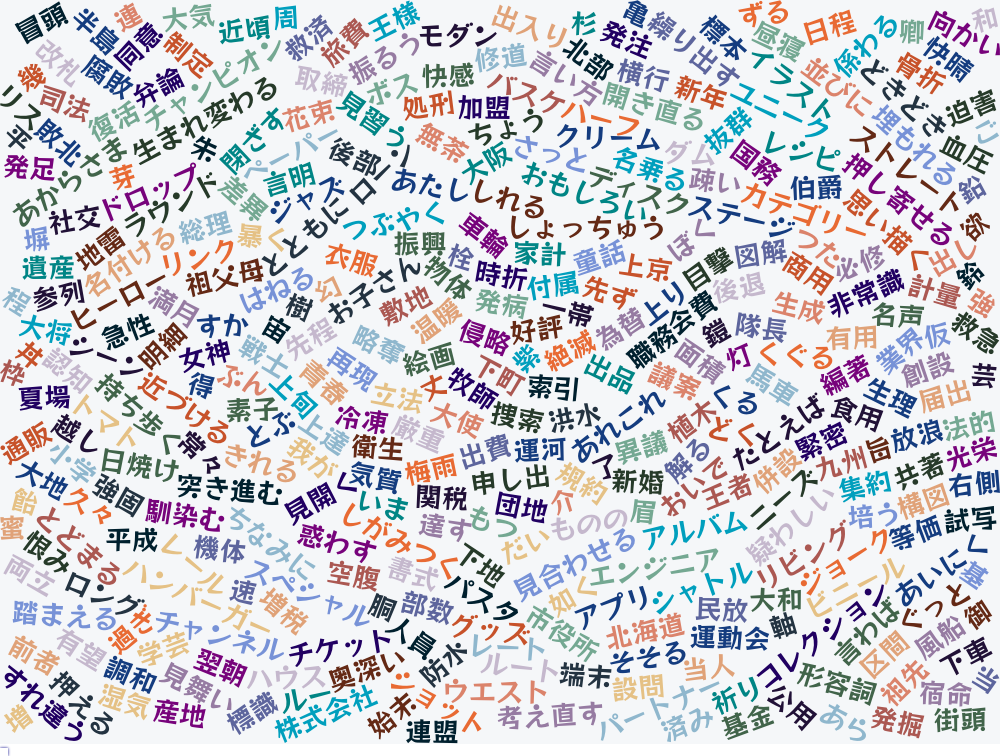 冒頭
半島
連
大気
近頃
周
救済
旅費
王様
モダン
出入り
杉
亀
繰り出す
発注
標本
ずる
昼寝
日程
係わる
卿
向かい
和
改札
同意
制定
チャンピオン
取締
振るう
ボス
快感
修道
言い方
北部
横行
新年
イラスト
並びに
ときどき
骨折
快晴
迫害
幾
腐敗
弁論
復活
生まれ変わる
花束
見習う
処刑
加盟
バスケ
ハーフ
開き直る
ユニーク
抜群
埋もれる
血圧
リス
司法
敗北
朱
閉ざす
ペーパー
後部
無茶
ちょう
クリーム
ダム
国務
レシピ
ストレート
発足
あからさま
芽
ドロップ
差異
言明
ジャズ
大阪
さっと
名乗る
疎い
伯爵
押し寄せる
鉛
社交
ラウンド
ともに
ロ
あたし
しれる
おもしろい
ディスク
ステージ
カテゴリー
思い描く
塀
地雷
名付ける
総理
暴く
つぶやく
車輪
しょっちゅう
ぼく
つた
必修
遺産
参列
ヒーロー
リンク
祖父母
衣服
振興
栓
家計
童話
上京
目撃
図解
商用
非常識
計量
程
大将
満月
はねる
幻
お子さん
物体
時折
付属
先ず
上り
後退
生成
名声
強
急性
明細
すか
宙
樹
先程
敷地
温暖
発病
一帯
為替
職務
会費
鎧
隊長
有用
業界
仮
救急
丼
シーン
女神
戦士
略奪
絵画
侵略
好評
絶滅
出品
面積
灯
くぐる
創設
芸
枠
認知
得
ぶん
上旬
青春
再現
立法
丈
牧師
下町
索引
議案
馬車
編著
生理
届出
夏場
持ち歩く
近づける
素子
とぶ
上達
冷凍
厳重
大使
捜索
洪水
あれこれ
植木
くる
どく
たとえば
食用
放浪
法的
通販
越し
トマト
常々
きれる
我が
衛生
出費
運河
昇議
解る
併設
緊密
九州
旨
光栄
小学
日焼け
突き進む
見聞く
気質
梅雨
申し出
規約
了
新婚
おいで
王者
ニーズ
集約
共著
右側
大地
久々
強固
馴染む
いま
関税
団地
介
眉
疑わしい
培う
横図
飴
とどまる
平成
ちなみに
惑わす
しがみつく
達す
もつ
だい
ものの
アルバム
等価
試写
蜜
恨み
機体
スペシャル
空腹
書式
下地
見合わせる
エンジニア
リビング
ジョーク
両立
ロング
ハンバーガー
速
増税
胴
部数
パスタ
如く
アプリ
シャトル
民放
大和
ビニール
あいにく
基
踏まえる
過ち
チャンネル
チケット
人員
グッズ
レント
市役所
北海道
運動会
軸
コレクション
言わば
ぐっと
御
前者
有望
学芸
翌朝
ハウス
奥深い
防水
ルート
端末
そそる
当人
形容詞
区間
風船
下車
すれ違う
押える
調和
見舞い
湿気
産地
標識
ルー
株式会社
始末
ショット
ウエスト
連盟
考え直す
設問
パートナー
済み
祈り
基金
公用
あら
祖先
発掘
宿命
街頭
当